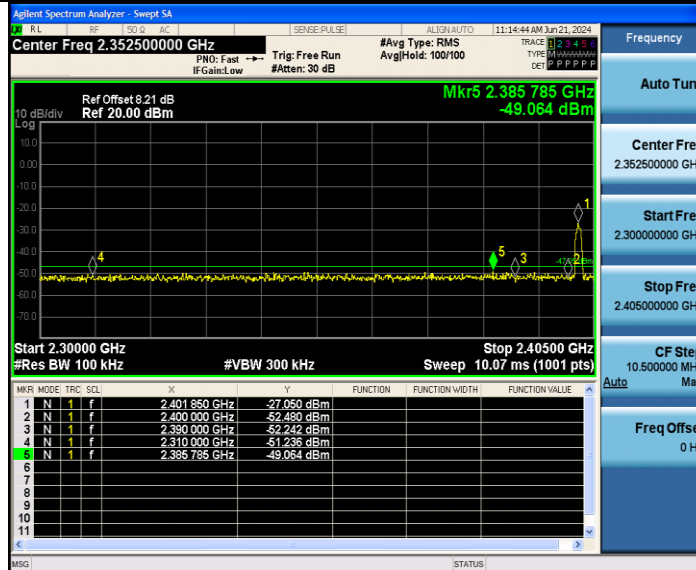 Agilent Spectrum Analyzer - Swept SA
RL RF 50 Ω AC SENSE:PULSE ALIGNAUTO 11:14:44 AM Jun 21, 2024
Center Freq 2.352500000 GHz
PNO: Fast
IFGain:Low
Trig: Free Run
#Atten: 30 dB
#Avg Type: RMS
Avg|Hold: 100/100
TRACE 1 2 3 4 5 6
TYPE M WWWWW
DET P P P P P P
Mkr5 2.385 785 GHz
-49.064 dBm
Ref Offset 8.21 dB
Ref 20.00 dBm
10 dB/div
Log
10.0
0.00
-10.0
-20.0
-30.0
-40.0
-50.0
-60.0
-70.0
1
4
5
3
2
Start 2.30000 GHz Stop 2.40500 GHz
#Res BW 100 kHz #VBW 300 kHz Sweep 10.07 ms (1001 pts)
MKR MODE TRC SCL X Y FUNCTION FUNCTION WIDTH FUNCTION VALUE
1 N 1 f 2.401 850 GHz -27.050 dBm
2 N 1 f 2.400 000 GHz -52.480 dBm
3 N 1 f 2.390 000 GHz -52.242 dBm
4 N 1 f 2.310 000 GHz -51.236 dBm
5 N 1 f 2.385 785 GHz -49.064 dBm
6
7
8
9
10
11
MSG STATUS
Frequency
Auto Tun
Center Fre
2.352500000 GH
Start Fre
2.300000000 GH
Stop Fre
2.405000000 GH
CF Ste
10.500000 MH
Auto Ma
Freq Offse
0 H